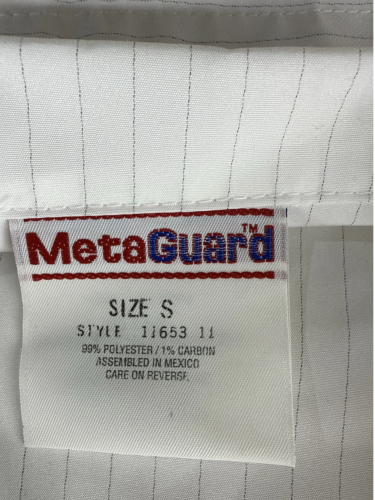 MetaGuard™
SIZE S
STYLE 11653 11
99% POLYESTER / 1% CARBON
ASSEMBLED IN MEXICO
CARE ON REVERSE